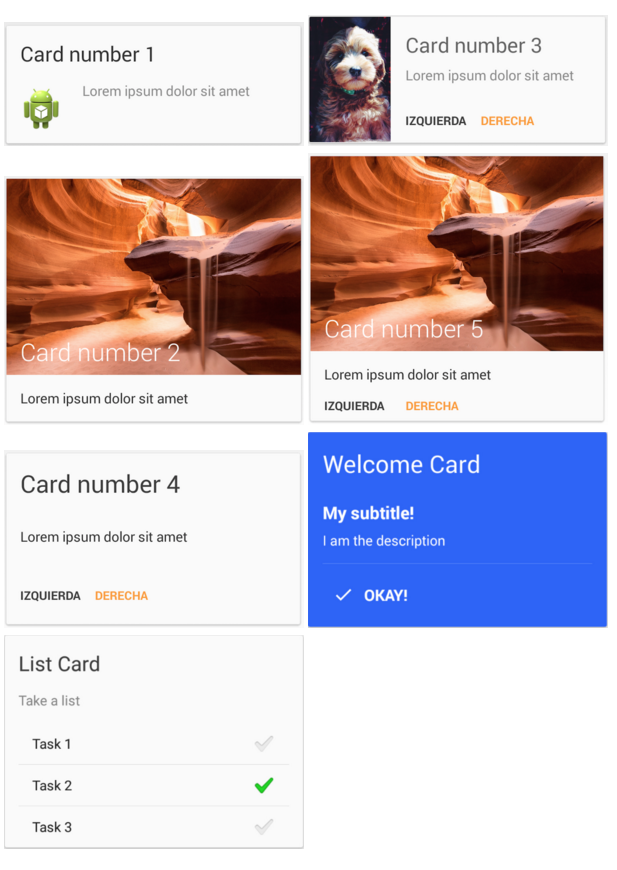 Card number 1
Lorem ipsum dolor sit amet
Card number 3
Lorem ipsum dolor sit amet
IZQUIERDA DERECHA
Card number 2
Lorem ipsum dolor sit amet
Card number 5
Lorem ipsum dolor sit amet
IZQUIERDA DERECHA
Card number 4
Lorem ipsum dolor sit amet
IZQUIERDA DERECHA
Welcome Card
My subtitle!
I am the description
OKAY!
List Card
Take a list
Task 1
Task 2
Task 3